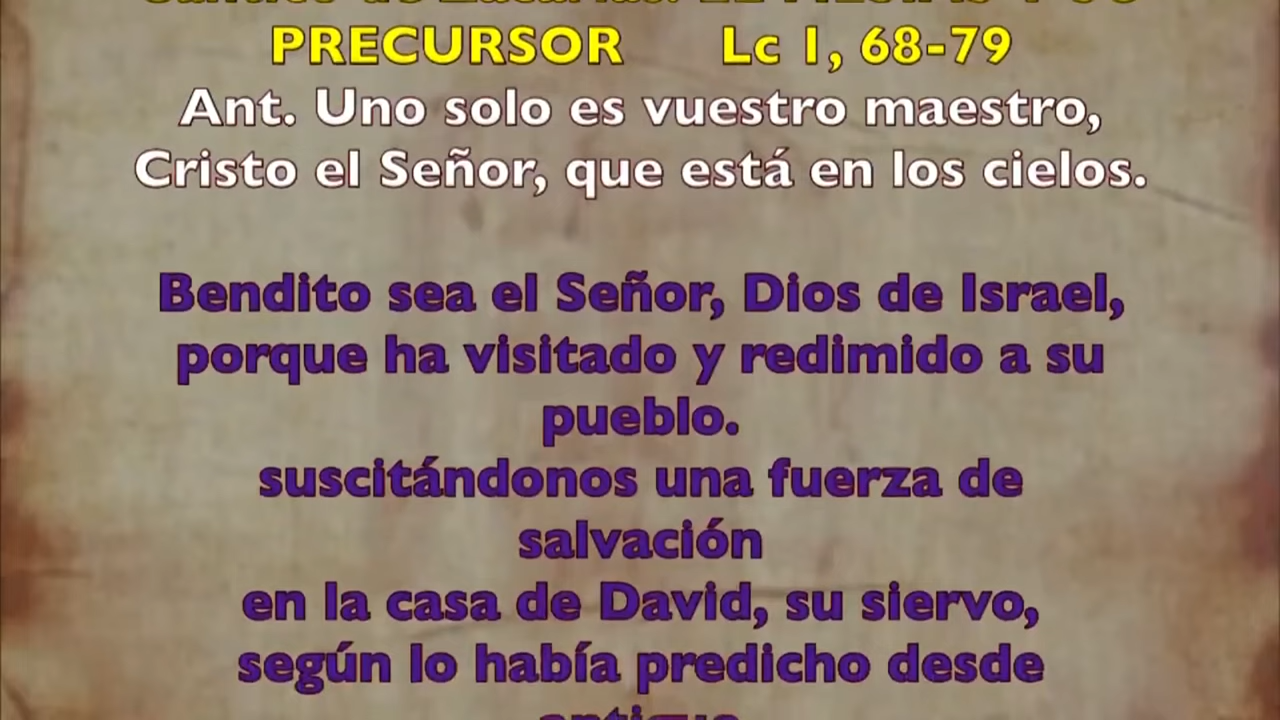 PRECURSOR Lc 1, 68-79
Ant. Uno solo es vuestro maestro,
Cristo el Señor, que está en los cielos.
Bendito sea el Señor, Dios de Israel,
porque ha visitado y redimido a su
pueblo.
suscitándonos una fuerza de
salvación
en la casa de David, su siervo,
según lo había predicho desde